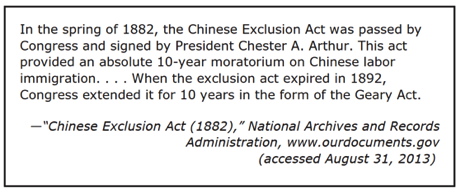 In the spring of 1882, the Chinese Exclusion Act was passed by
Congress and signed by President Chester A. Arthur. This act
provided an absolute 10-year moratorium on Chinese labor
immigration. . . . When the exclusion act expired in 1892,
Congress extended it for 10 years in the form of the Geary Act.
—“Chinese Exclusion Act (1882),” National Archives and Records
Administration, www.ourdocuments.gov
(accessed August 31, 2013)